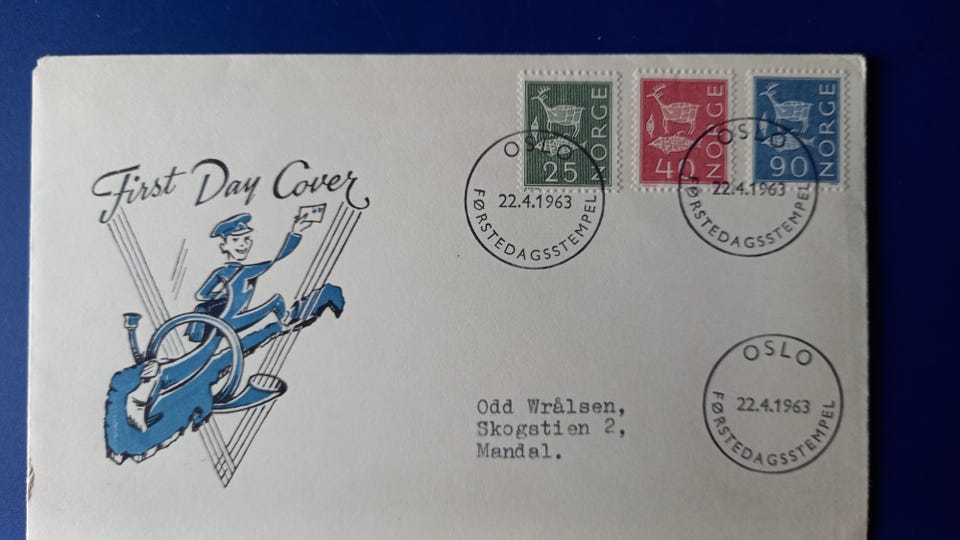 First Day Cover
NORGE
25
NORGE
40
NORGE
90
OSLO
22.4.1963
FØRSTEDAGSSTEMPEL
OSLO
22.4.1963
FØRSTEDAGSSTEMPEL
OSLO
22.4.1963
FØRSTEDAGSSTEMPEL
Odd Wrålsen,
Skogstien 2,
Mandal.